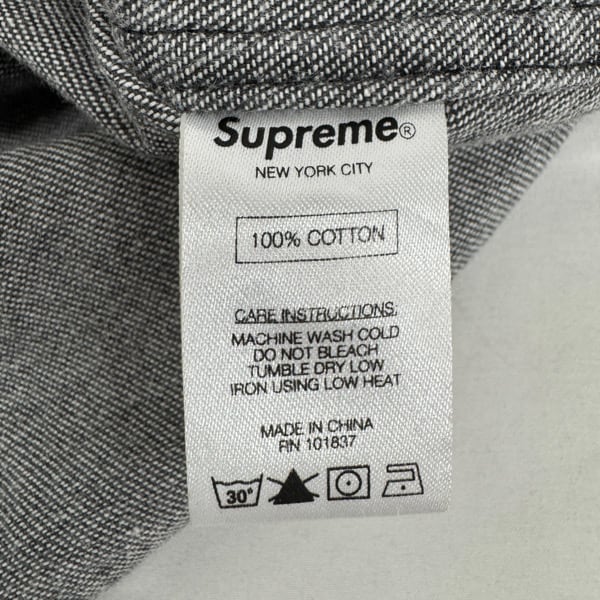 Supreme®
NEW YORK CITY
100% COTTON
CARE INSTRUCTIONS:
MACHINE WASH COLD
DO NOT BLEACH
TUMBLE DRY LOW
IRON USING LOW HEAT
MADE IN CHINA
RN 101837
30°